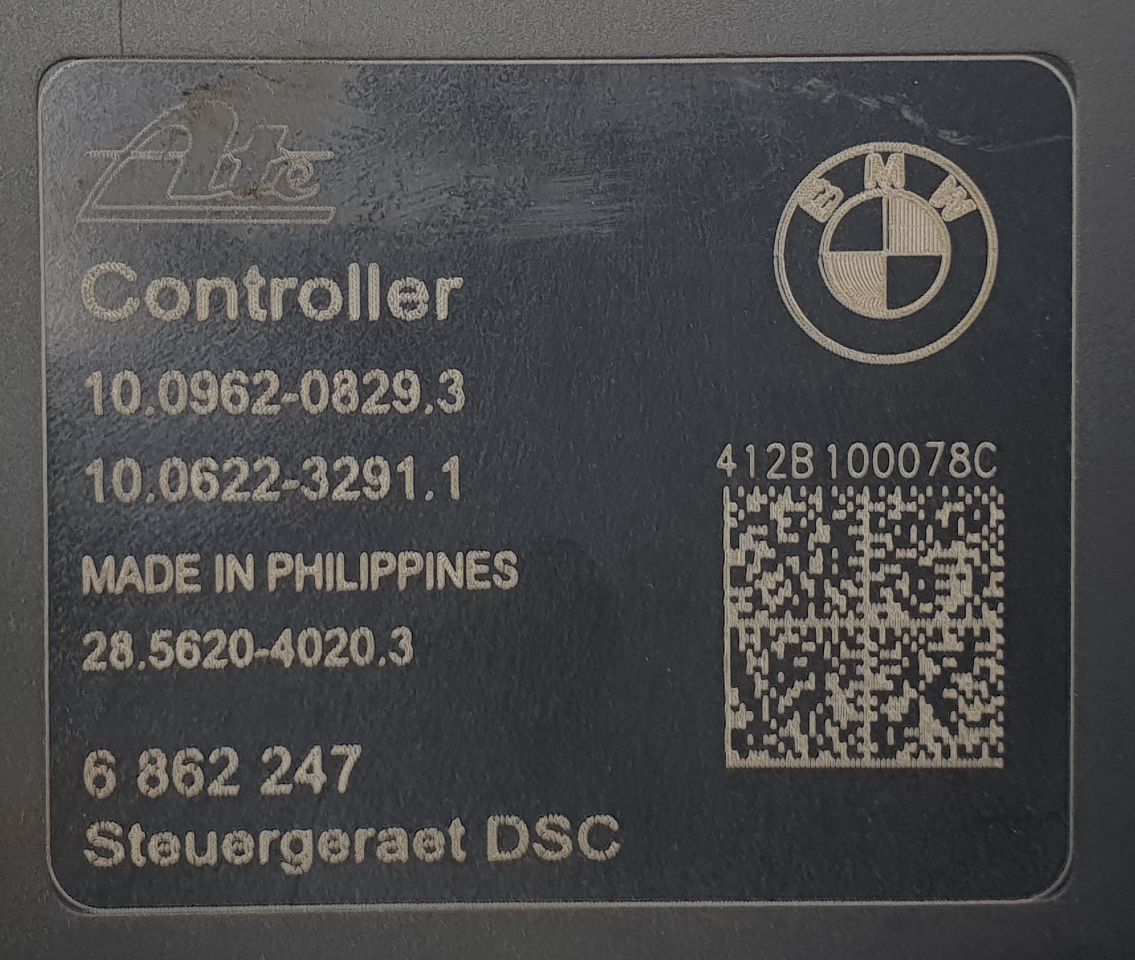 Ate
BMW
Controller
10.0962-0829.3
10.0622-3291.1
412B100078C
MADE IN PHILIPPINES
28.5620-4020.3
6 862 247
Steuergeraet DSC